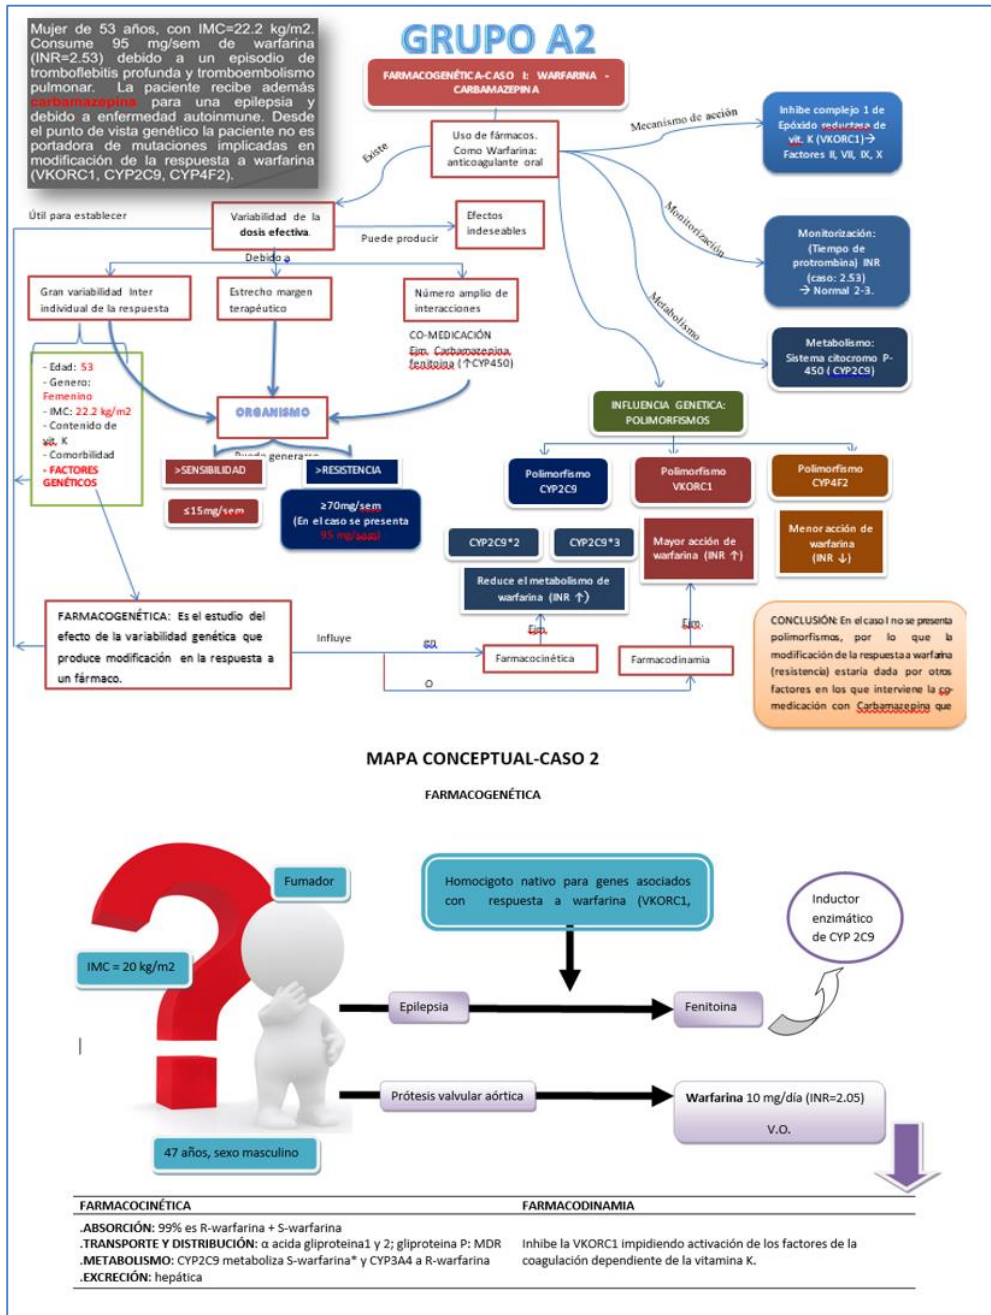 Mujer de 53 años, con IMC=22.2 kg/m2.
Consume 95 mg/sem de warfarina
(INR=2.53) debido a un episodio de
tromboflebitis profunda y tromboembolismo
pulmonar. La paciente recibe además
carbamazepina para una epilepsia y
debido a enfermedad autoinmune. Desde
el punto de vista genético la paciente no es
portadora de mutaciones implicadas en
modificación de la respuesta a warfarina
(VKORC1, CYP2C9, CYP4F2).
GRUPO A2
FARMACOGENÉTICA-CASO I: WARFARINA -
CARBAMAZEPINA
Uso de fármacos.
Como Warfarina:
anticoagulante oral
Mecanismo de acción
Inhibe complejo 1 de
Epóxido reductasa de
vit. K (VKORC1)→
Factores II, VII, IX, X
Existe
Útil para establecer
Variabilidad de la
dosis efectiva.
Puede producir
Efectos
indeseables
Monitorización
Monitorización:
(Tiempo de
protrombina) INR
(caso: 2.53)
→ Normal 2-3.
Debido a
Gran variabilidad Inter
individual de la respuesta
Estrecho margen
terapéutico
Número amplio de
interacciones
Metabolismo
Metabolismo:
Sistema citocromo P-
450 ( CYP2C9)
CO-MEDICACIÓN
Ejm. Carbamazepina,
fenitoina (↑CYP450)
- Edad: 53
- Genero:
Femenino
- IMC: 22.2 kg/m2
- Contenido de
vit. K
- Comorbilidad
- FACTORES
GENÉTICOS
ORGANISMO
Puede generarse
>SENSIBILIDAD
>RESISTENCIA
≤15mg/sem
≥70mg/sem
(En el caso se presenta
95 mg/sem)
INFLUENCIA GENETICA:
POLIMORFISMOS
Polimorfismo
CYP2C9
Polimorfismo
VKORC1
Polimorfismo
CYP4F2
CYP2C9*2
CYP2C9*3
Mayor acción de
warfarina (INR ↑)
Menor acción de
warfarina
(INR ↓)
Reduce el metabolismo de
warfarina (INR ↑)
FARMACOGENÉTICA: Es el estudio del
efecto de la variabilidad genética que
produce modificación en la respuesta a
un fármaco.
Influye
en
O
Ejm.
Farmacocinética
Ejm.
Farmacodinamia
CONCLUSIÓN: En el caso I no se presenta
polimorfismos, por lo que la
modificación de la respuesta a warfarina
(resistencia) estaría dada por otros
factores en los que interviene la co-
medicación con Carbamazepina que
MAPA CONCEPTUAL-CASO 2
FARMACOGENÉTICA
Fumador
Homocigoto nativo para genes asociados
con respuesta a warfarina (VKORC1,
Inductor
enzimático
de CYP 2C9
IMC = 20 kg/m2
Epilepsia
Fenitoina
Prótesis valvular aórtica
Warfarina 10 mg/día (INR=2.05)
V.O.
47 años, sexo masculino
FARMACOCINÉTICA
.ABSORCIÓN: 99% es R-warfarina + S-warfarina
.TRANSPORTE Y DISTRIBUCIÓN: α acida gliproteina1 y 2; gliproteina P: MDR
.METABOLISMO: CYP2C9 metaboliza S-warfarina* y CYP3A4 a R-warfarina
.EXCRECIÓN: hepática
FARMACODINAMIA
Inhibe la VKORC1 impidiendo activación de los factores de la
coagulación dependiente de la vitamina K.